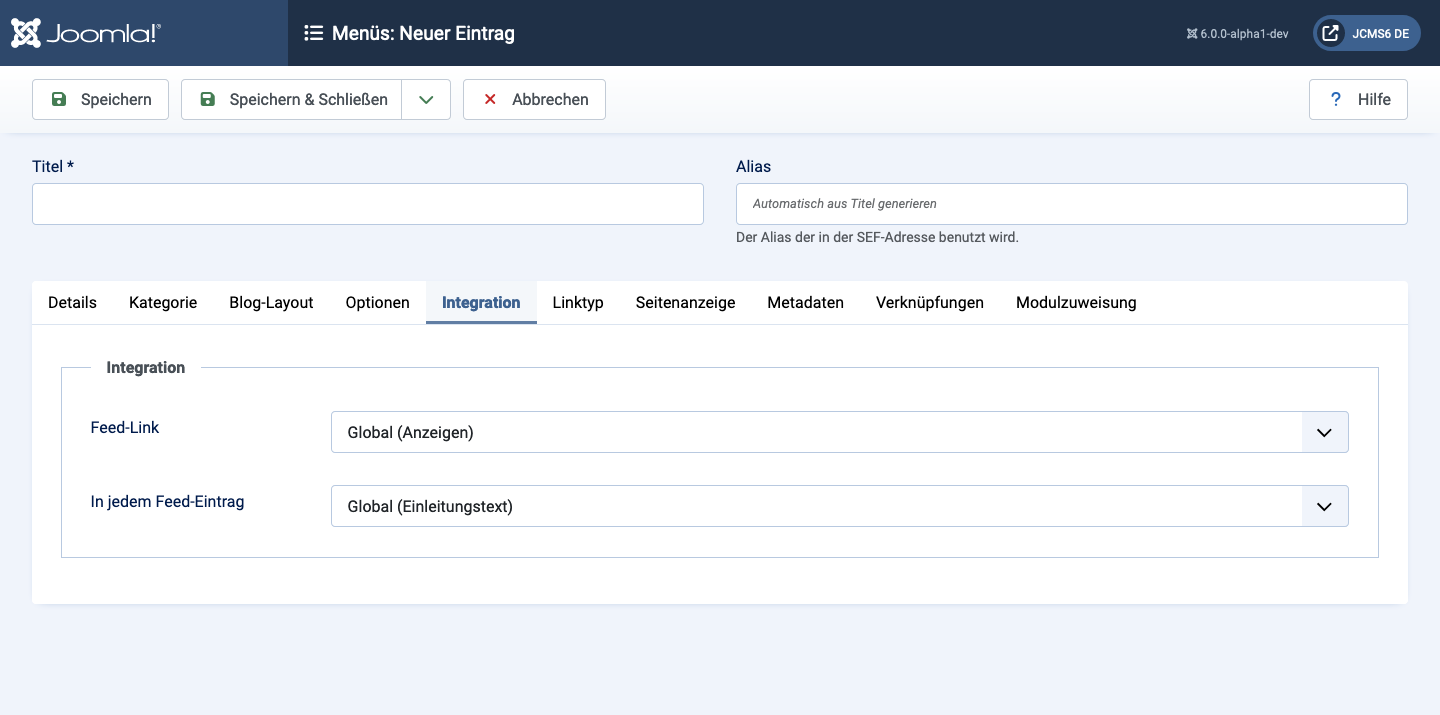 Joomla!®
Menüs: Neuer Eintrag
6.0.0-alpha1-dev
JCMS6 DE
Speichern
Speichern & Schließen
Abbrechen
? Hilfe
Titel *
Alias
Automatisch aus Titel generieren
Der Alias der in der SEF-Adresse benutzt wird.
Details Kategorie Blog-Layout Optionen Integration Linktyp Seitenanzeige Metadaten Verknüpfungen Modulzuweisung
Integration
Feed-Link
Global (Anzeigen)
In jedem Feed-Eintrag
Global (Einleitungstext)